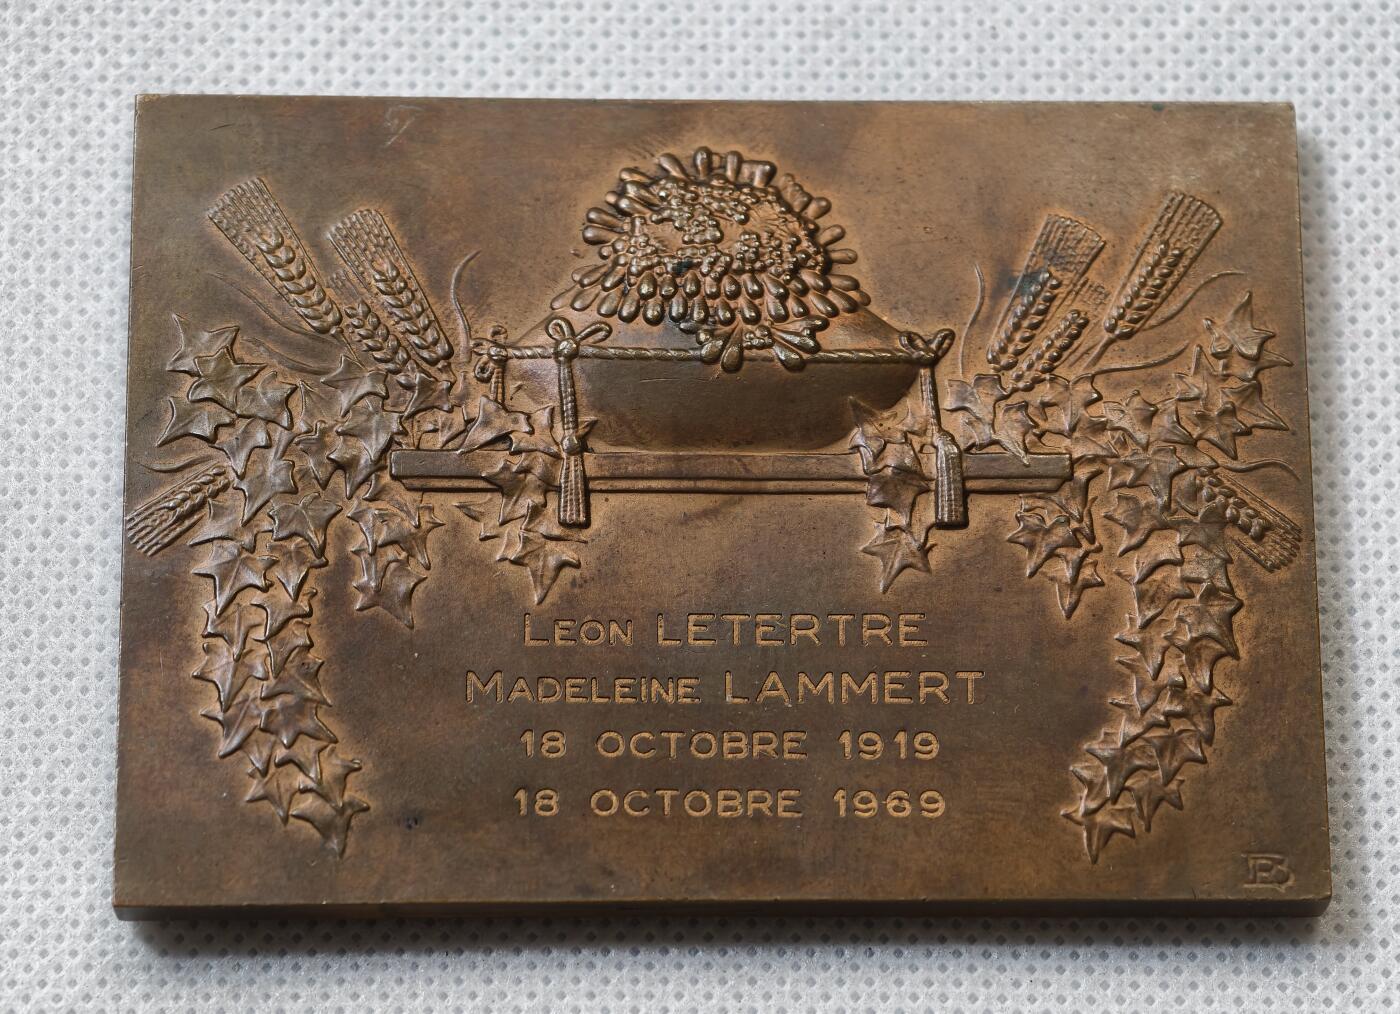 LEON LETERTRE
MADELEINE LAMMERT
18 OCTOBRE 1919
18 OCTOBRE 1969